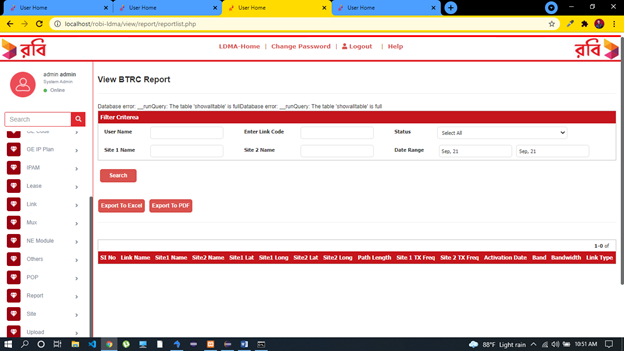 User Home
User Home
User Home
User Home
localhost/robi-ldma/view/report/reportlist.php
রবি
LDMA-Home | Change Password | Logout | Help
রবি
admin admin
System Admin
Online
Search
GE IP Plan
IPAM
Lease
Link
Mux
NE Module
Others
POP
Report
Site
Upload
View BTRC Report
Database error: __runQuery: The table 'showalltable' is fullDatabase error: __runQuery: The table 'showalltable' is full
Filter Criterea
User Name Enter Link Code Status Select All
Site 1 Name Site 2 Name Date Range Sep, 21 Sep, 21
Search
Export To Excel Export To PDF
1-0 of
SI No Link Name Site1 Name Site2 Name Site1 Lat Site1 Long Site2 Lat Site2 Long Path Length Site 1 TX Freq Site 2 TX Freq Activation Date Band Bandwidth Link Type
88°F Light rain 10:51 AM